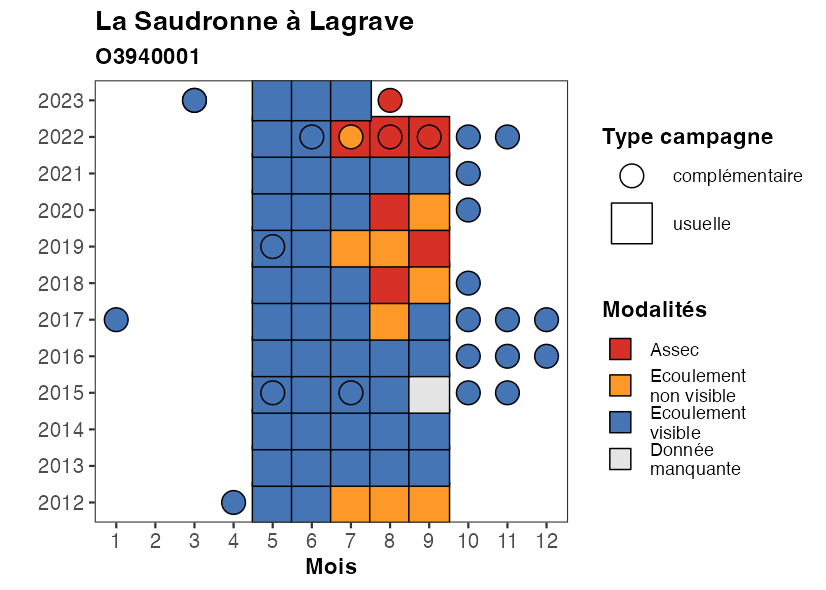 La Saudronne à Lagrave
O3940001
2023
2022
2021
2020
2019
2018
2017
2016
2015
2014
2013
2012
1 2 3 4 5 6 7 8 9 10 11 12
Mois
Type campagne
complémentaire
usuelle
Modalités
Assec
Ecoulement
non visible
Ecoulement
visible
Donnée
manquante